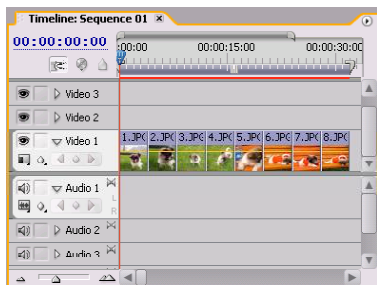 Timeline: Sequence 01 ×
00:00:00:00
:00:00 00:00:15:00 00:00:30:00
Video 3
Video 2
Video 1
1.JPG 2.JPG 3.JPG 4.JPG 5.JPG 6.JPG 7.JPG 8.JPG
Audio 1
L
R
Audio 2
Audio 3